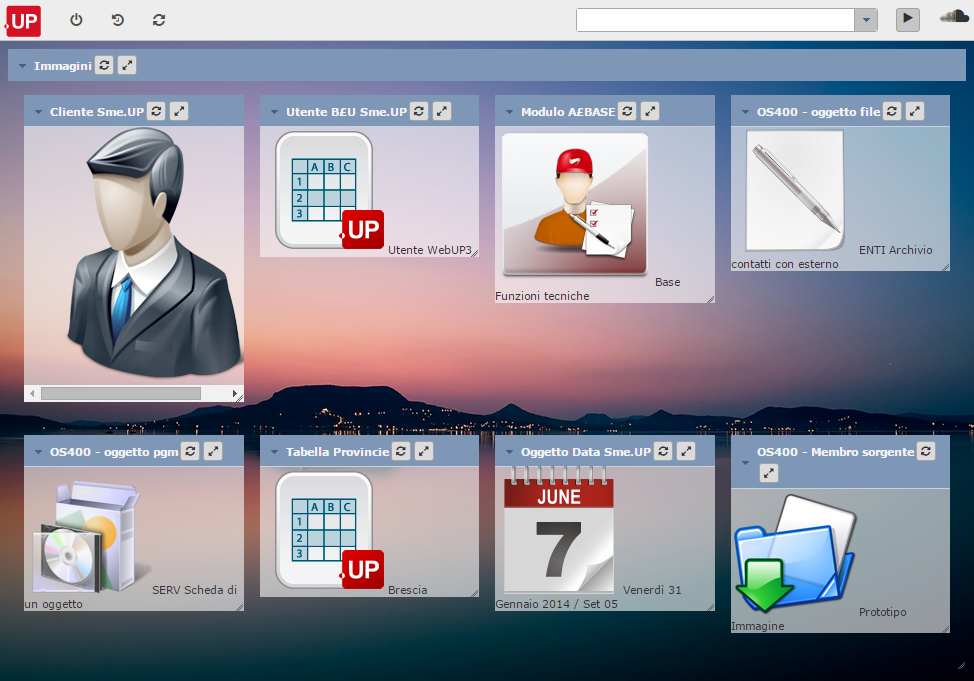 UP
Immagini
Cliente Sme.UP
Utente B£U Sme.UP
A B C
1
2
3
UP
Utente WebUP3
Modulo A£BASE
Base
Funzioni tecniche
OS400 - oggetto file
ENTI Archivio
contatti con esterno
OS400 - oggetto pgm
SERV Scheda di
un oggetto
Tabella Provincie
A B C
1
2
3
UP
Brescia
Oggetto Data Sme.UP
JUNE
7
Venerdì 31
Gennaio 2014 / Set 05
OS400 - Membro sorgente
Prototipo
Immagine